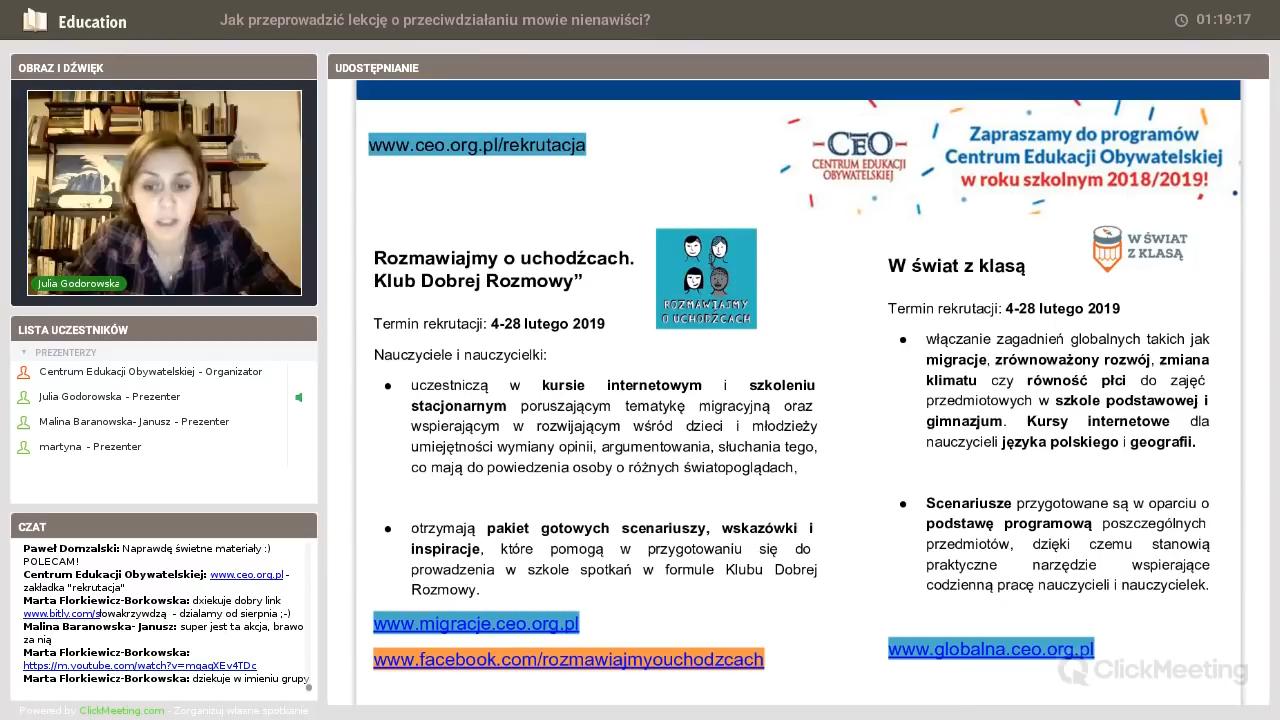 Education
Jak przeprowadzić lekcję o przeciwdziałaniu mowie nienawiści?
01:19:17
OBRAZ I DŹWIĘK
Julia Godorowska
LISTA UCZESTNIKÓW
PREZENTERZY
Centrum Edukacji Obywatelskiej - Organizator
Julia Godorowska - Prezenter
Malina Baranowska- Janusz - Prezenter
martyna - Prezenter
CZAT
Paweł Domzalski: Naprawdę świetne materiały :)
POLECAM!
Centrum Edukacji Obywatelskiej: www.ceo.org.pl -
zakładka "rekrutacja"
Marta Florkiewicz-Borkowska: dxiekuje dobry link
www.bitly.com/słowakrzywdzą - dzialamy od sierpnia ;-)
Malina Baranowska- Janusz: super jest ta akcja, brawo
za nią
Marta Florkiewicz-Borkowska:
https://m.youtube.com/watch?v=mqaqXEv4TDc
Marta Florkiewicz-Borkowska: dziekuje w imieniu grupy
Powered by ClickMeeting.com - Zorganizuj własne spotkanie
UDOSTĘPNIANIE
www.ceo.org.pl/rekrutacja
CEO
CENTRUM EDUKACJI
OBYWATELSKIEJ
Zapraszamy do programów
Centrum Edukacji Obywatelskiej
w roku szkolnym 2018/2019!
Rozmawiajmy o uchodźcach.
Klub Dobrej Rozmowy”
ROZMAWIAJMY
O UCHODŹCACH
Termin rekrutacji: 4-28 lutego 2019
Nauczyciele i nauczycielki:
● uczestniczą w kursie internetowym i szkoleniu
stacjonarnym poruszającym tematykę migracyjną oraz
wspierającym w rozwijającym wśród dzieci i młodzieży
umiejętności wymiany opinii, argumentowania, słuchania tego,
co mają do powiedzenia osoby o różnych światopoglądach,
● otrzymają pakiet gotowych scenariuszy, wskazówki i
inspiracje, które pomogą w przygotowaniu się do
prowadzenia w szkole spotkań w formule Klubu Dobrej
Rozmowy.
www.migracje.ceo.org.pl
www.facebook.com/rozmawiajmyouchodzcach
W ŚWIAT
Z KLASĄ
W świat z klasą
Termin rekrutacji: 4-28 lutego 2019
● włączanie zagadnień globalnych takich jak
migracje, zrównoważony rozwój, zmiana
klimatu czy równość płci do zajęć
przedmiotowych w szkole podstawowej i
gimnazjum. Kursy internetowe dla
nauczycieli języka polskiego i geografii.
● Scenariusze przygotowane są w oparciu o
podstawę programową poszczególnych
przedmiotów, dzięki czemu stanowią
praktyczne narzędzie wspierające
codzienną pracę nauczycieli i nauczycielek.
www.globalna.ceo.org.pl
ClickMeeting